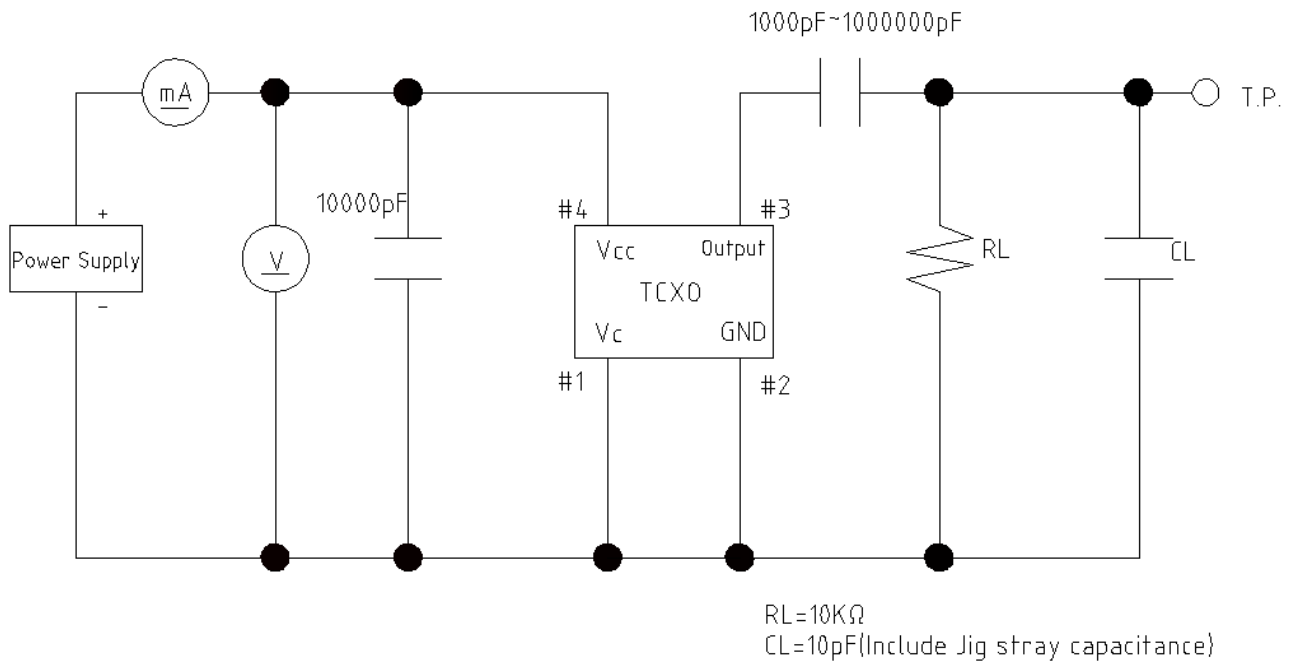 1000pF~1000000pF
mA
T.P.
10000pF
#4
#3
+
Power Supply
-
V
Vcc
Output
TCXO
Vc
GND
RL
CL
#1
#2
RL=10KΩ
CL=10pF(Include Jig stray capacitance)